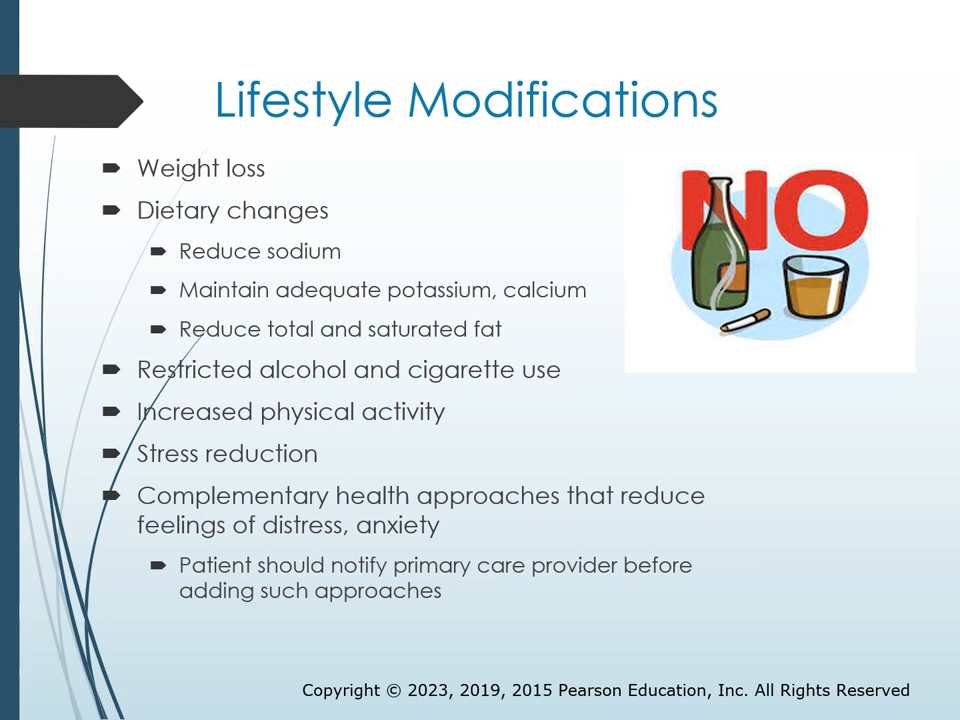 Lifestyle Modifications
Weight loss
Dietary changes
Reduce sodium
Maintain adequate potassium, calcium
Reduce total and saturated fat
Restricted alcohol and cigarette use
Increased physical activity
Stress reduction
Complementary health approaches that reduce
feelings of distress, anxiety
Patient should notify primary care provider before
adding such approaches
NO
Copyright © 2023, 2019, 2015 Pearson Education, Inc. All Rights Reserved